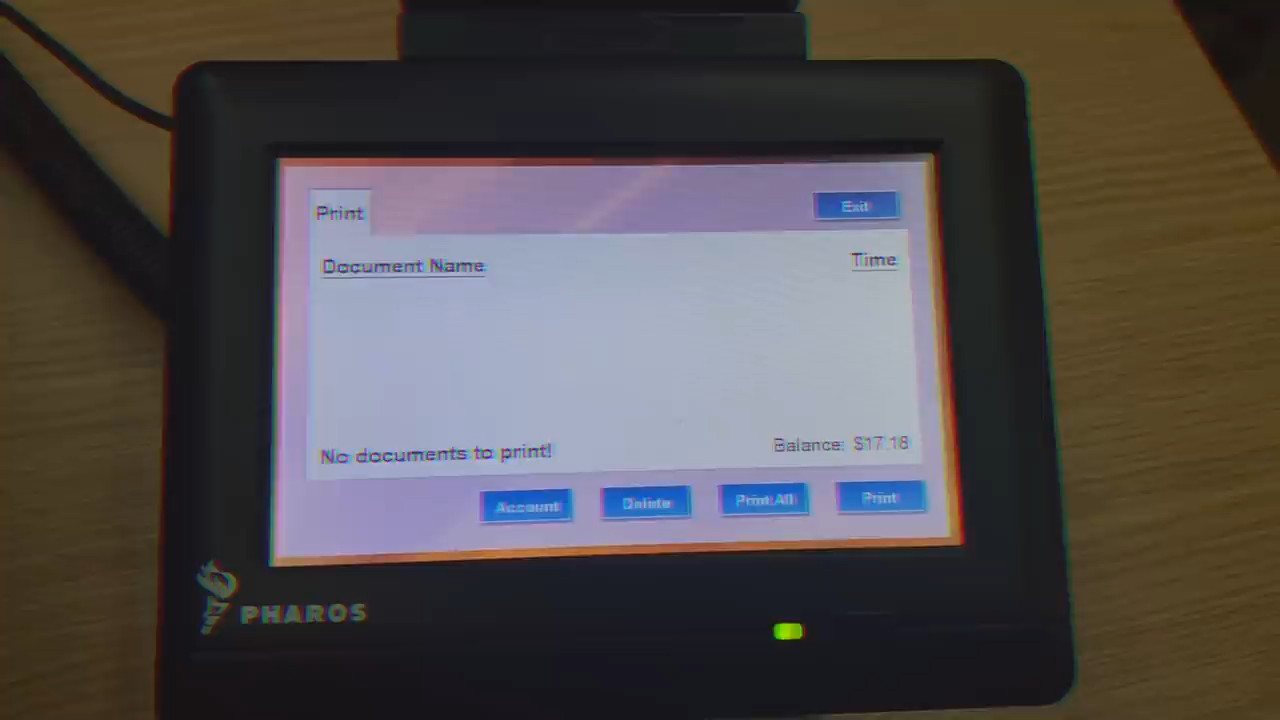 Print
Exit
Document Name
Time
No documents to print!
Balance: $17.18
Account
Delete
Print All
Print
PHAROS